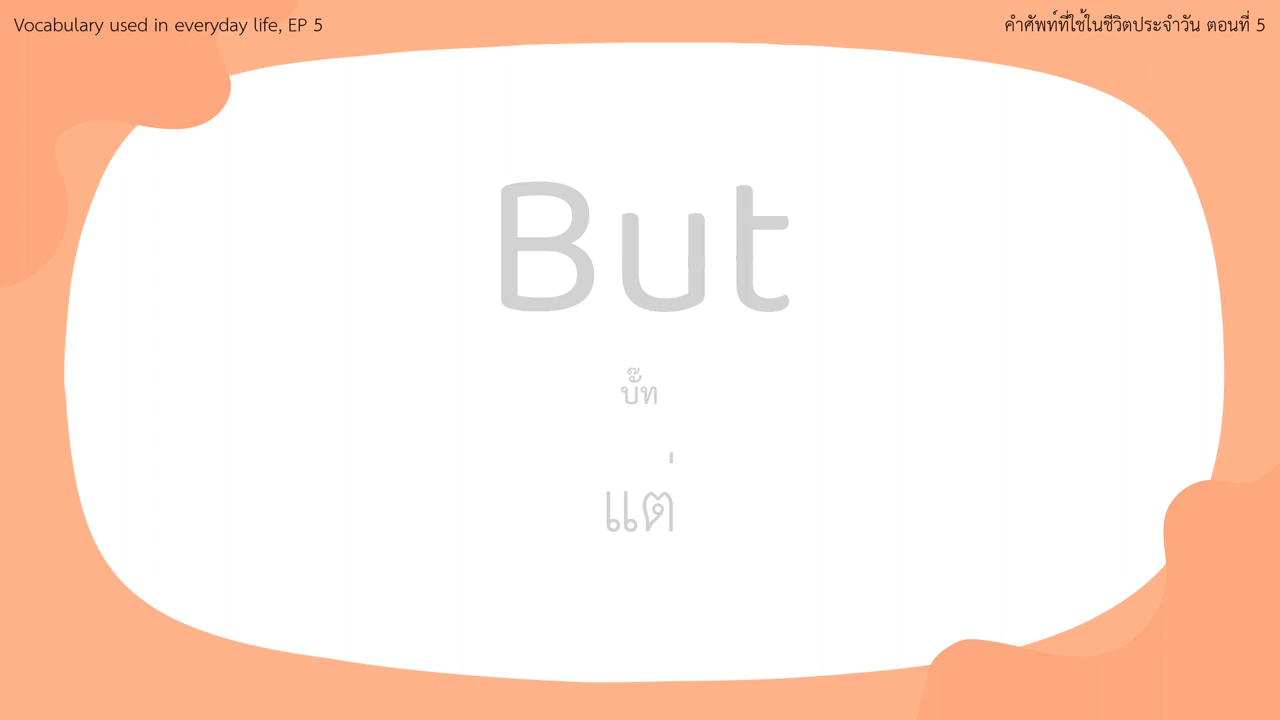 Vocabulary used in everyday life, EP 5
คำศัพท์ที่ใช้ในชีวิตประจำวัน ตอนที่ 5
But
บั๊ท
แต่